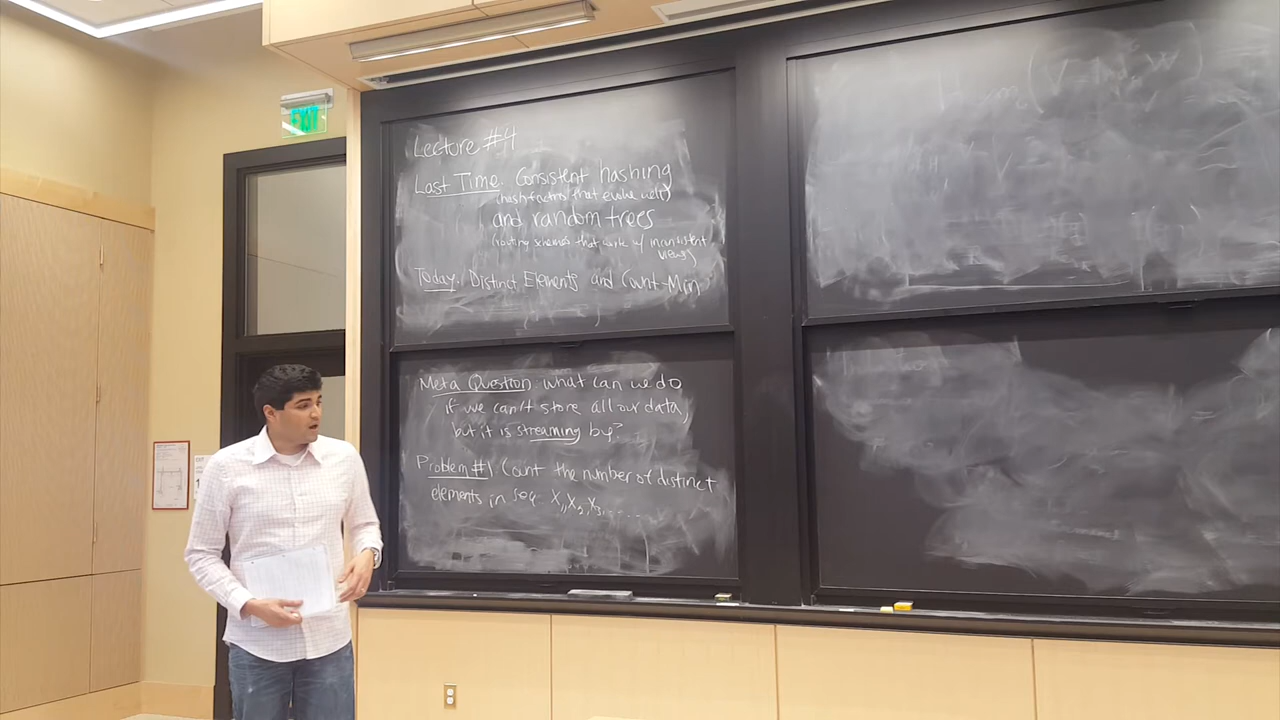 EXIT
Lecture #4
Last Time. Consistent hashing
(hash factns that evolve well)
and random trees
(routing schemes that work w/ inconsistent
views)
Today. Distinct Elements and Count-Min
Meta Question: What can we do
if we can't store all our data,
but it is streaming by?
Problem #1. Count the number of distinct
elements in seq X1, X2, X3, .....